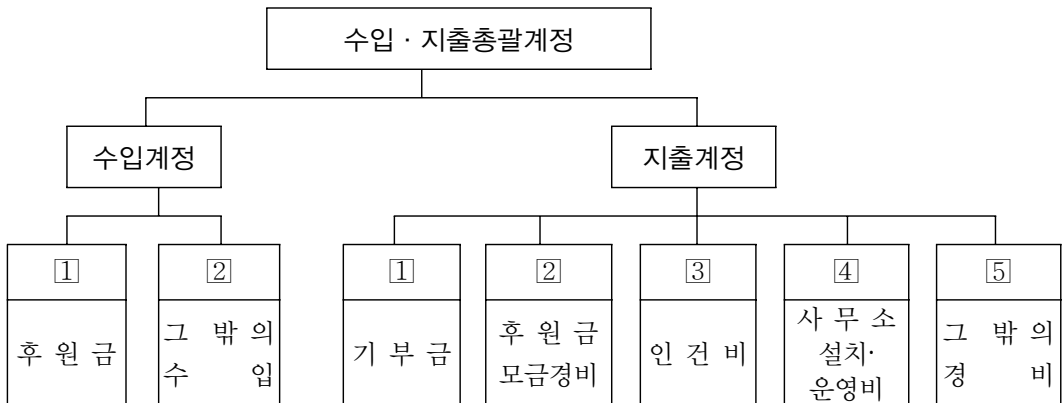 수입 · 지출총괄계정
수입계정
지출계정
1
2
1
2
3
4
5
후 원 금
그 밖 의
수 입
기 부 금
후 원 금
모금경비
인 건 비
사 무 소
설치·
운영비
그 밖 의
경 비